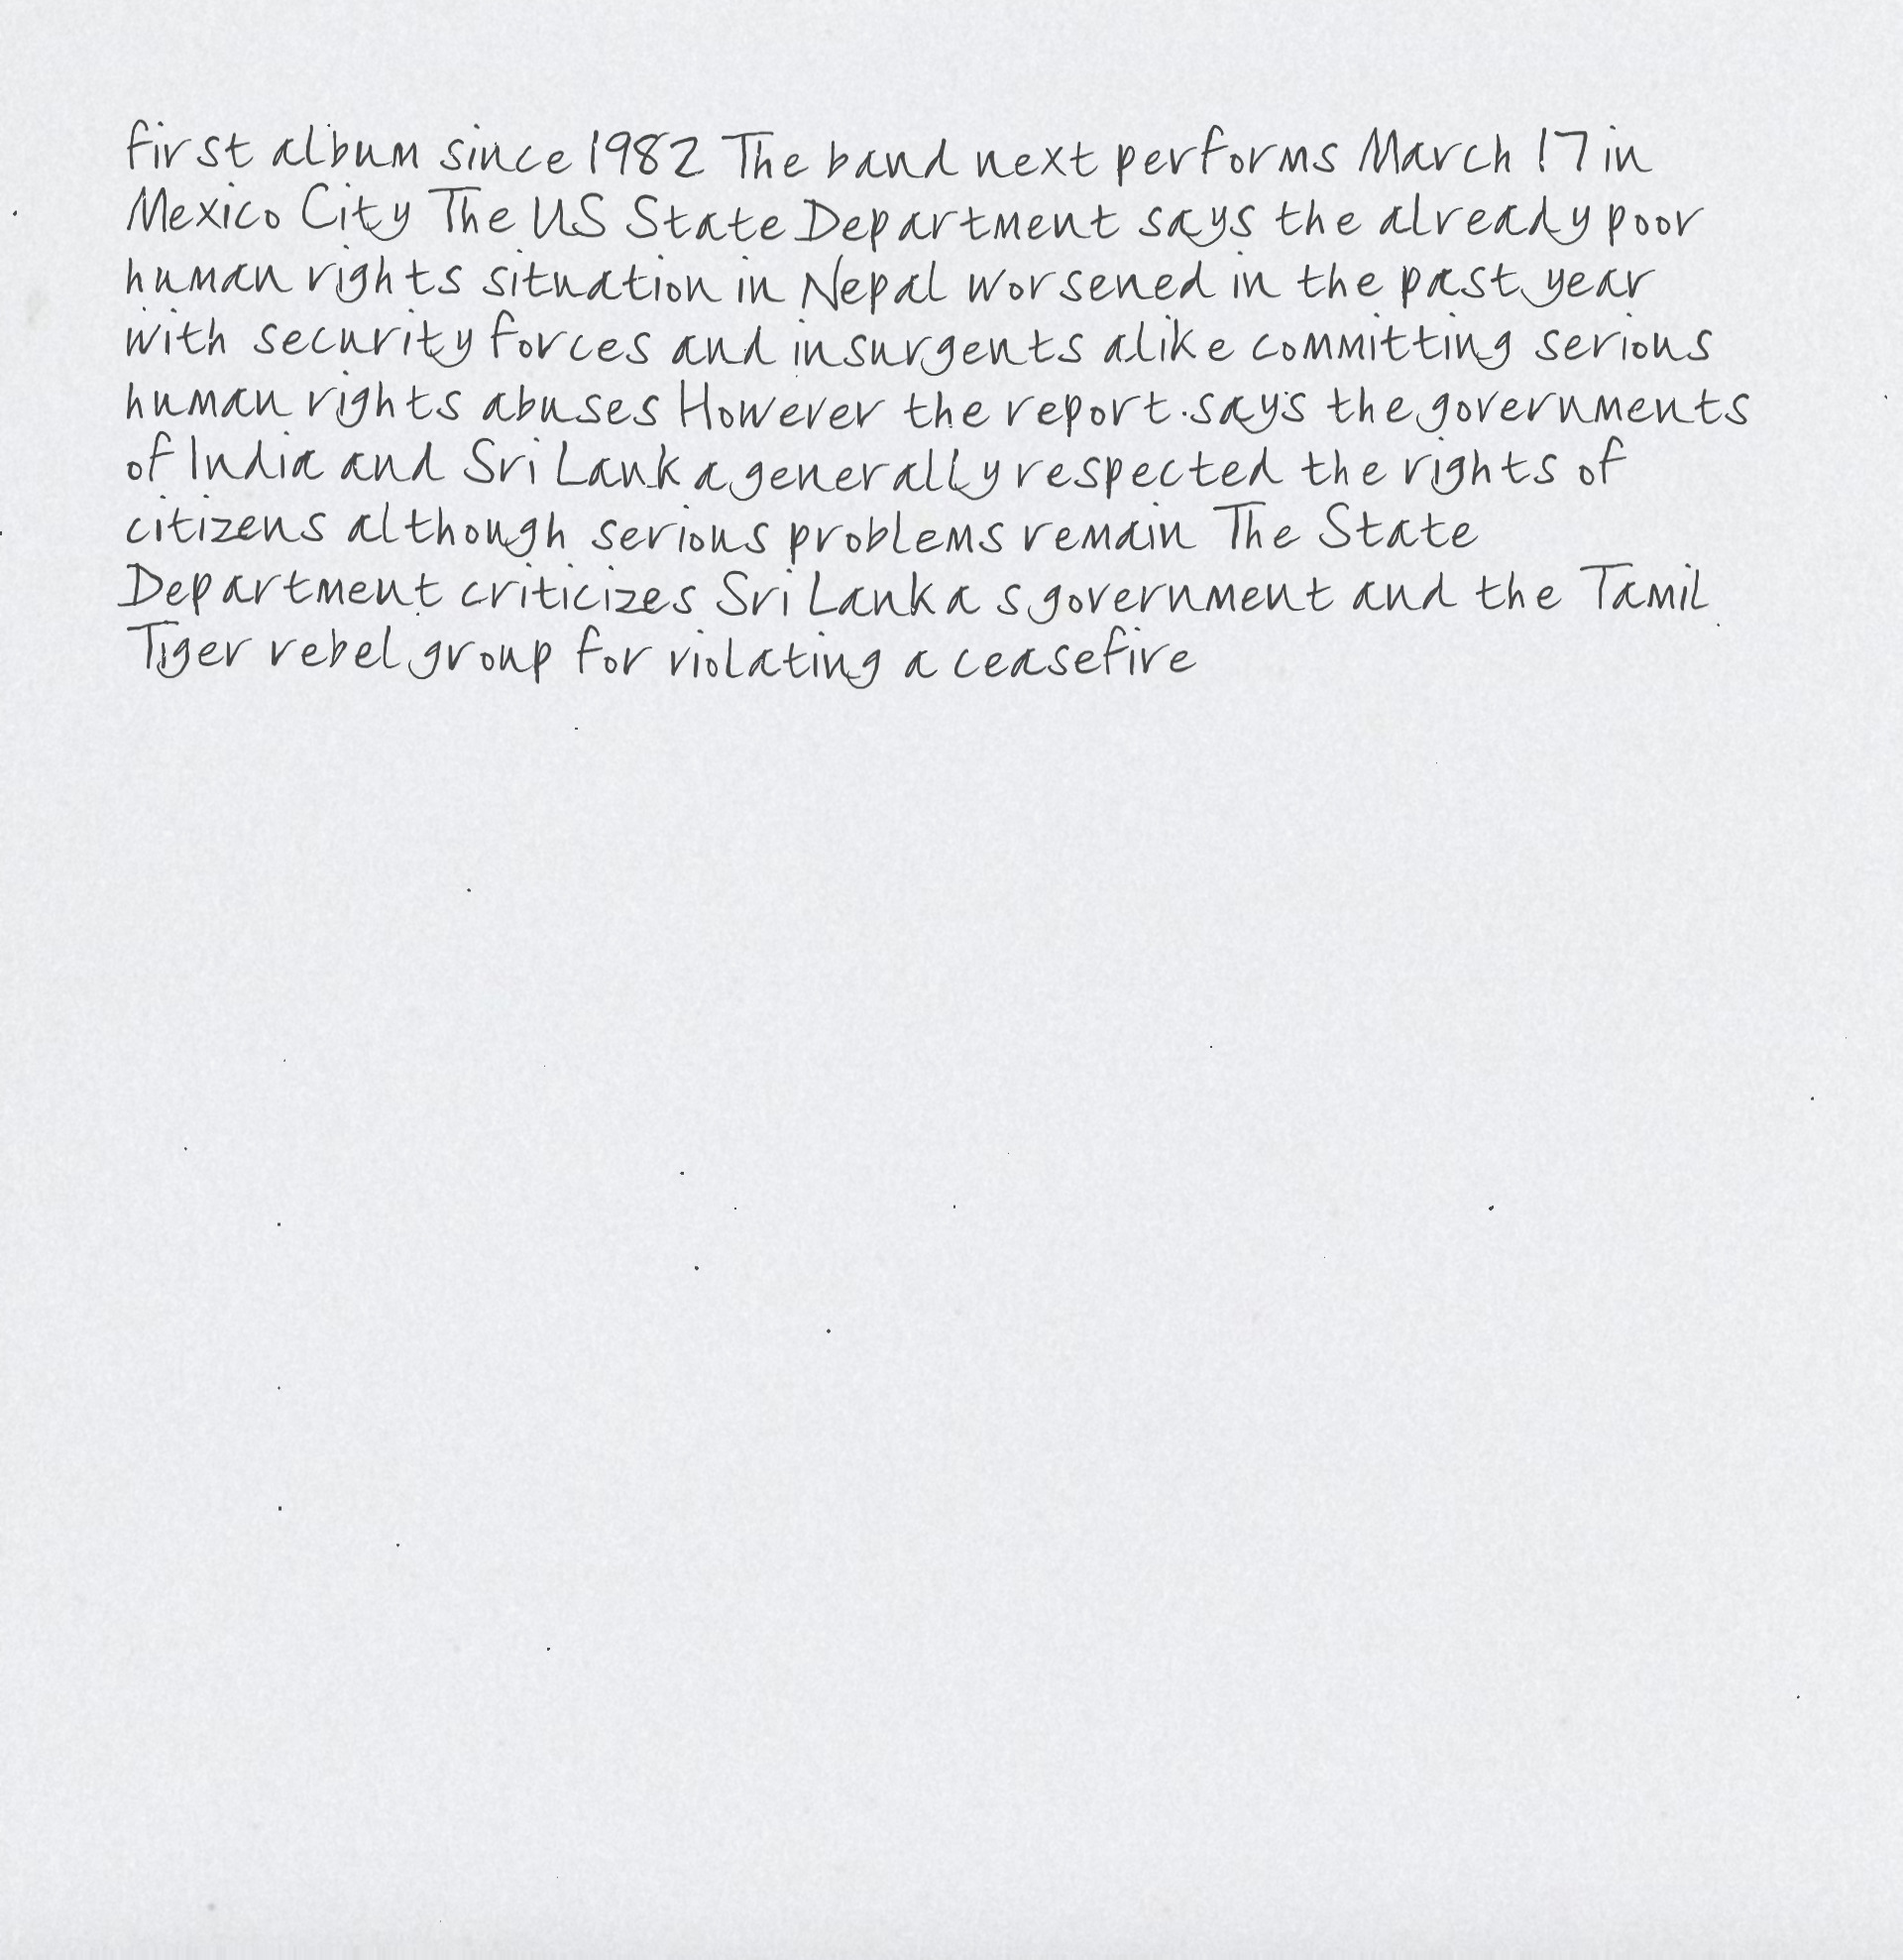 first album since 1982 The band next performs March 17 in
Mexico City The US State Department says the already poor
human rights situation in Nepal worsened in the past year
with security forces and insurgents alike committing serious
human rights abuses However the report says the governments
of India and Sri Lanka generally respected the rights of
citizens although serious problems remain The State
Department criticizes Sri Lanka s government and the Tamil
Tiger rebel group for violating a ceasefire